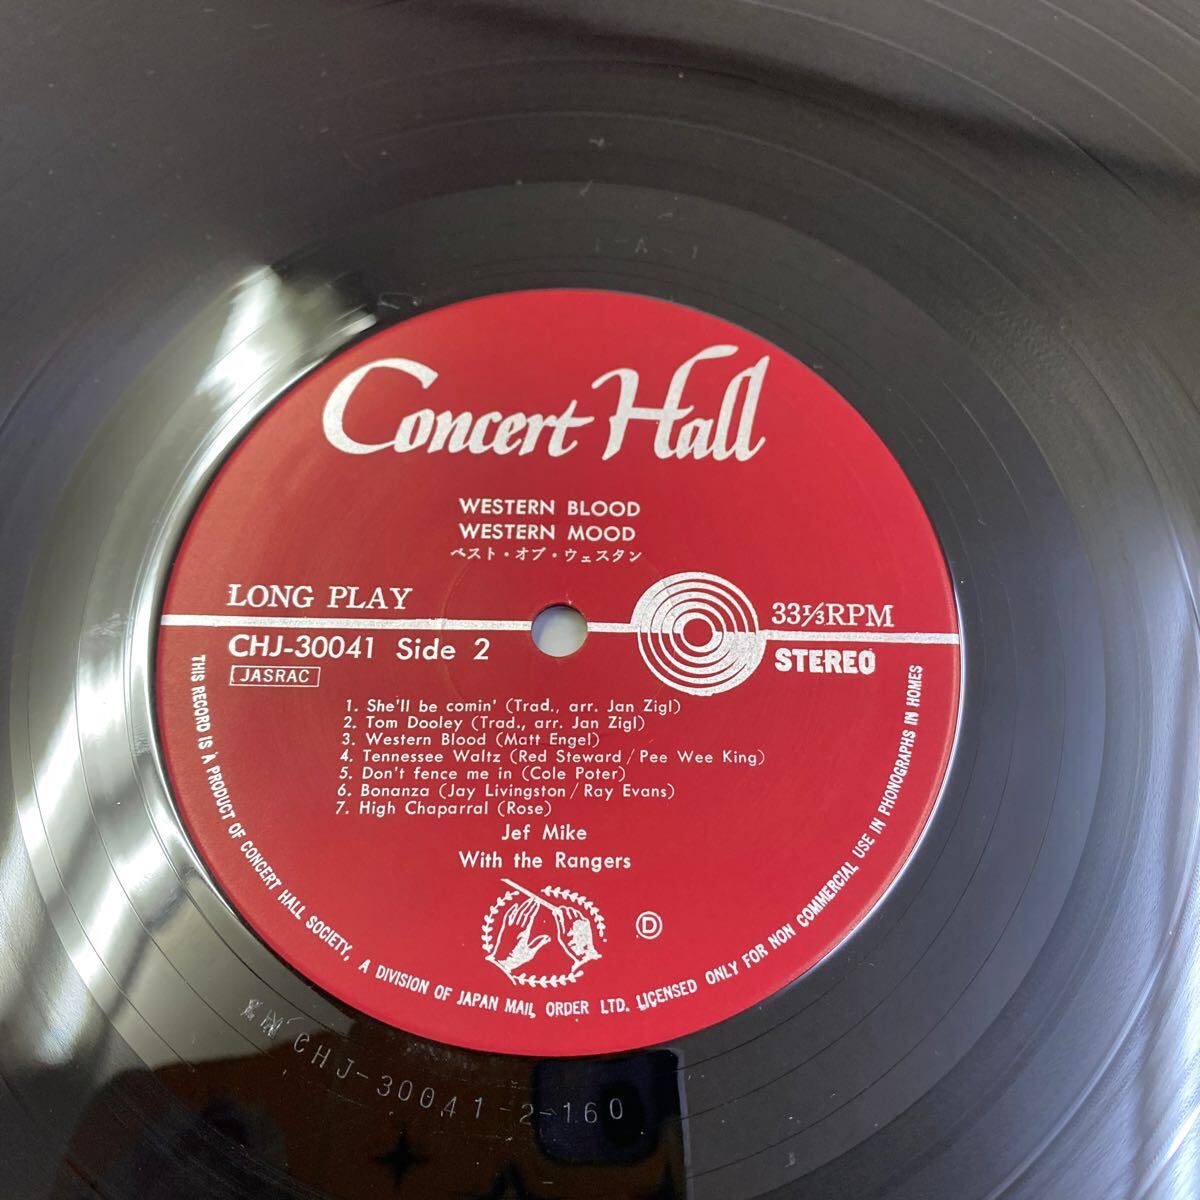 1-A-1
Concert Hall
WESTERN BLOOD
WESTERN MOOD
ベスト・オブ・ウェスタン
LONG PLAY
33⅓RPM
CHJ-30041 Side 2
STEREO
JASRAC
1. She'll be comin' (Trad., arr. Jan Zigl)
2. Tom Dooley (Trad., arr. Jan Zigl)
3. Western Blood (Matt Engel)
4. Tennessee Waltz (Red Steward / Pee Wee King)
5. Don't fence me in (Cole Poter)
6. Bonanza (Jay Livingston / Ray Evans)
7. High Chaparral (Rose)
Jef Mike
With the Rangers
D
THIS RECORD IS A PRODUCT OF CONCERT HALL SOCIETY, A DIVISION OF JAPAN MAIL ORDER LTD. LICENSED ONLY FOR NON COMMERCIAL USE IN PHONOGRAPHS IN HOMES
CHJ-30041-2-160